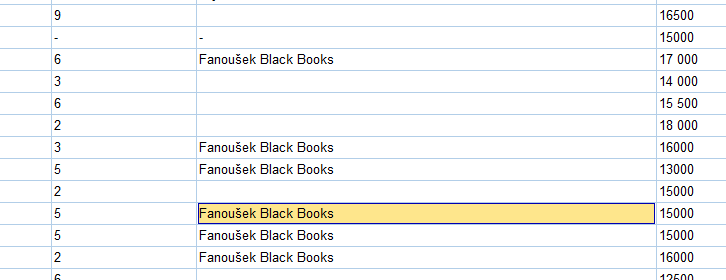 9 16500
- - 15000
6 Fanoušek Black Books 17 000
3 14 000
6 15 500
2 18 000
3 Fanoušek Black Books 16000
5 Fanoušek Black Books 13000
2 15000
5 Fanoušek Black Books 15000
5 Fanoušek Black Books 15000
2 Fanoušek Black Books 16000
6 12500